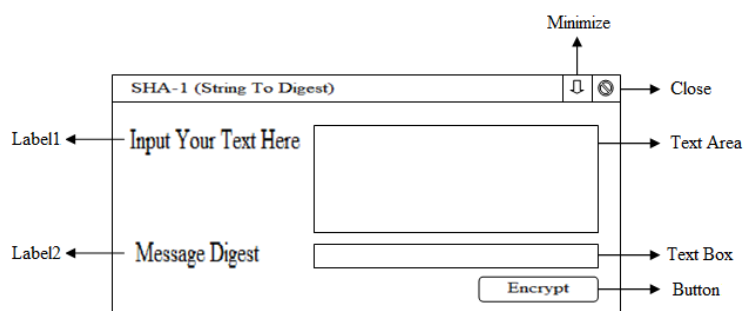 Minimize
SHA-1 (String To Digest)
Close
Label1
Input Your Text Here
Text Area
Label2
Message Digest
Text Box
Encrypt
Button